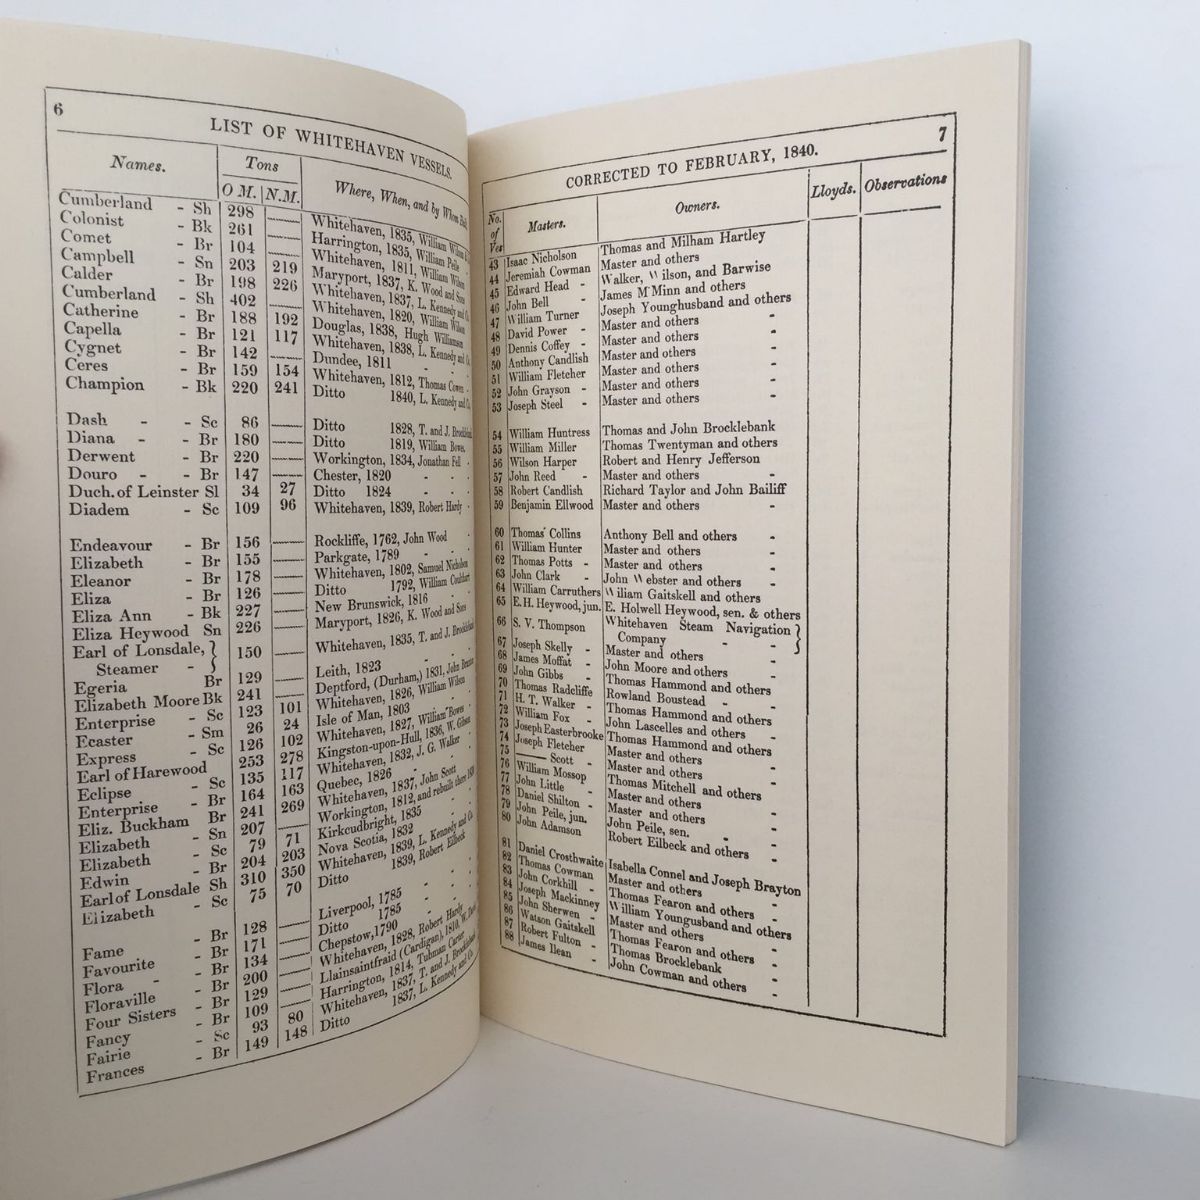 6
LIST OF WHITEHAVEN VESSELS.
Names.
Tons
Where, When, and by Whom Built
O M. N.M.
Cumberland - Sh 298 Whitehaven, 1835, William Wilson &
Colonist - Bk 261 Harrington, 1835, William Peile
Comet - Br 104 Whitehaven, 1811, William Wilson
Campbell - Sn 203 219 Maryport, 1837, K. Wood and Sons
Calder - Br 198 226 Whitehaven, 1837, L. Kennedy and Co.
Cumberland - Sh 402 Whitehaven, 1820, William Wilson
Catherine - Br 188 192 Douglas, 1838, Hugh Williamson
Capella - Br 121 117 Whitehaven, 1838, L. Kennedy and Co.
Cygnet - Br 142 Dundee, 1811
Ceres - Br 159 154 Whitehaven, 1812, Thomas Cowen
Champion - Bk 220 241 Ditto 1840, L. Kennedy and Co.
Dash - - Sc 86 Ditto 1828, T. and J. Brocklebank
Diana - - Br 180 Ditto 1819, William Bowes,
Derwent - Br 220 Workington, 1834, Jonathan Fell
Douro - - Br 147 Chester, 1820
Duch. of Leinster Sl 34 27 Ditto 1824
Diadem - Sc 109 96 Whitehaven, 1839, Robert Hardy
Endeavour - Br 156 Rockliffe, 1762, John Wood
Elizabeth - Br 155 Parkgate, 1789
Eleanor - Br 178 Whitehaven, 1802, Samuel Nicholson
Eliza - Br 126 Ditto 1792, William Coulthart
Eliza Ann - Bk 227 New Brunswick, 1816
Eliza Heywood Sn 226 Maryport, 1826, K. Wood and Sons
Earl of Lonsdale, } 150 Whitehaven, 1835, T. and J. Brocklebank
Steamer -
Egeria Br 129 Leith, 1823
Elizabeth Moore Bk 241 Deptford, (Durham,) 1831, John
Enterprise - Sc 123 101 Whitehaven, 1826, William Wilson
Ecaster - Sm 26 24 Isle of Man, 1803
Express - Sc 126 102 Whitehaven, 1827, William Bowes
Earl of Harewood 253 278 Kingston-upon-Hull, 1836, W. Gibson
Eclipse - Sc 135 117 Whitehaven, 1832, J. G. Walker
Enterprise - Br 164 163 Quebec, 1826
Eliz. Buckham Br 241 269 Whitehaven, 1837, John Scott
Elizabeth - Sn 207 Workington, 1812, and rebuilt there
Elizabeth - Sc 79 71 Kirkcudbright, 1835
Edwin - Br 204 203 Nova Scotia, 1832
Earl of Lonsdale Sh 310 350 Whitehaven, 1839, L. Kennedy and Co.
Elizabeth - Sc 75 70 Ditto 1839, Robert Eilbeck
Fame - Br 128 Liverpool, 1785
Favourite - Br 171 Ditto 1785
Flora - Br 134 Chepstow, 1790
Floraville - Br 200 Whitehaven, 1828, Robert Hardy
Four Sisters - Br 129 Llainsaintfraid (Cardigan), 1810, W.
Fancy - Br 109 Harrington, 1814, Tubman Carter
Fairie - Sc 93 80 Whitehaven, 1837, T. and J. Brocklebank
Frances - Br 149 148 Ditto 1837, L. Kennedy and Co.
7
CORRECTED TO FEBRUARY, 1840.
No. of Ves
Masters.
Owners.
Lloyds.
Observations
43 Isaac Nicholson Thomas and Milham Hartley
44 Jeremiah Cowman Master and others
45 Edward Head - Walker, Wilson, and Barwise
46 John Bell - James M'Minn and others
47 William Turner Joseph Younghusband and others
48 David Power - Master and others -
49 Dennis Coffey - Master and others -
50 Anthony Candlish Master and others -
51 William Fletcher Master and others -
52 John Grayson - Master and others -
53 Joseph Steel - Master and others -
54 William Huntress Thomas and John Brocklebank
55 William Miller Thomas Twentyman and others
56 Wilson Harper Robert and Henry Jefferson
57 John Reed - Master and others -
58 Robert Candlish Richard Taylor and John Bailiff
59 Benjamin Ellwood Master and others -
60 Thomas Collins Anthony Bell and others -
61 William Hunter Master and others -
62 Thomas Potts - Master and others -
63 John Clark - John Webster and others -
64 William Carruthers William Gaitskell and others -
65 E.H. Heywood, jun. E. Holwell Heywood, sen. & others
66 S. V. Thompson Whitehaven Steam Navigation }
Company - -
67 Joseph Skelly - Master and others -
68 James Moffat - John Moore and others -
69 John Gibbs - Thomas Hammond and others
70 Thomas Radcliffe Rowland Boustead - -
71 H. T. Walker - Thomas Hammond and others
72 William Fox - John Lascelles and others -
73 Joseph Easterbrooke Thomas Hammond and others
74 Joseph Fletcher Master and others -
75 —— Scott - Master and others -
76 William Mossop Thomas Mitchell and others
77 John Little - Master and others -
78 Daniel Shilton - Master and others -
79 John Peile, jun. John Peile, sen. - -
80 John Adamson Robert Eilbeck and others -
81 Daniel Crosthwaite Isabella Connel and Joseph Brayton
82 Thomas Cowman Master and others -
83 John Corkhill - Thomas Fearon and others -
84 Joseph Mackinney William Youngusband and others
85 John Sherwen - Master and others -
86 Watson Gaitskell Thomas Fearon and others -
87 Robert Fulton - Thomas Brocklebank -
88 James Ilean - John Cowman and others -